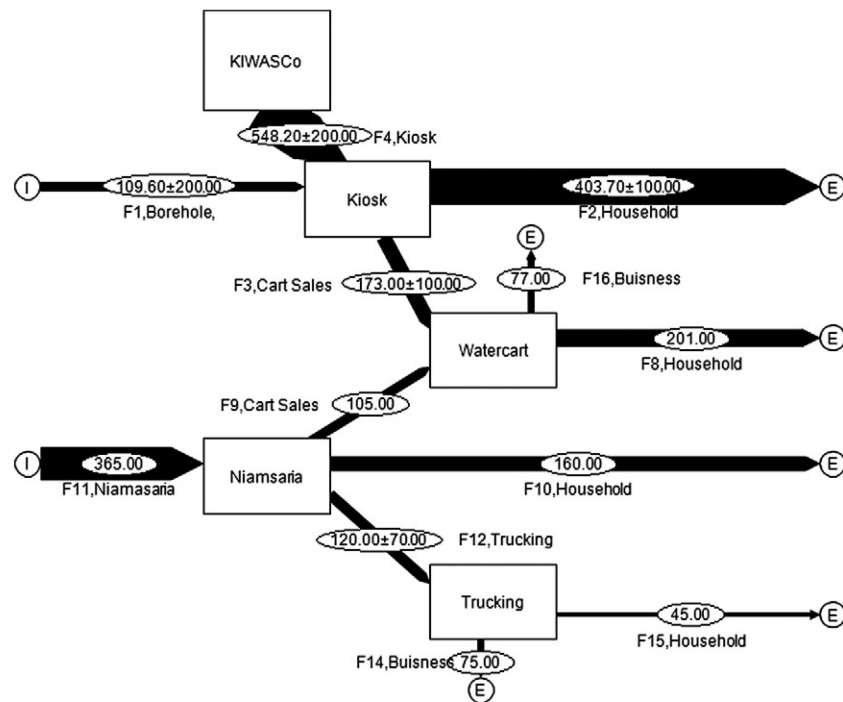 KIWASCo
548.20±200.00 F4,Kiosk
I 109.60±200.00 Kiosk 403.70±100.00 E
F1,Borehole, F2,Household
E
F3,Cart Sales 173.00±100.00 77.00 F16,Buisness
Watercart 201.00 E
F8,Household
F9,Cart Sales 105.00
I 365.00 Niamsaria 160.00 E
F11,Niamasaria F10,Household
120.00±70.00 F12,Trucking
Trucking 45.00 E
F15,Household
F14,Buisness 75.00
E